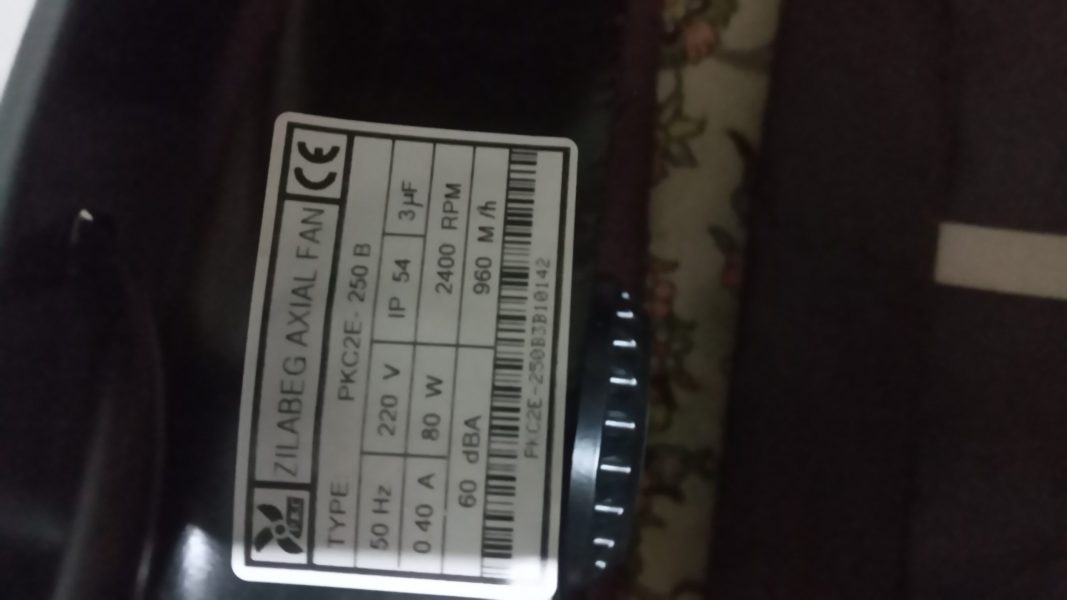 ZILABEG AXIAL FAN CE
TYPE PKC2E-250 B
50 Hz 220 V IP 54 3µF
0.40 A 80 W 2400 RPM
60 dBA 960 M /h
PKC2E-250B3B10142